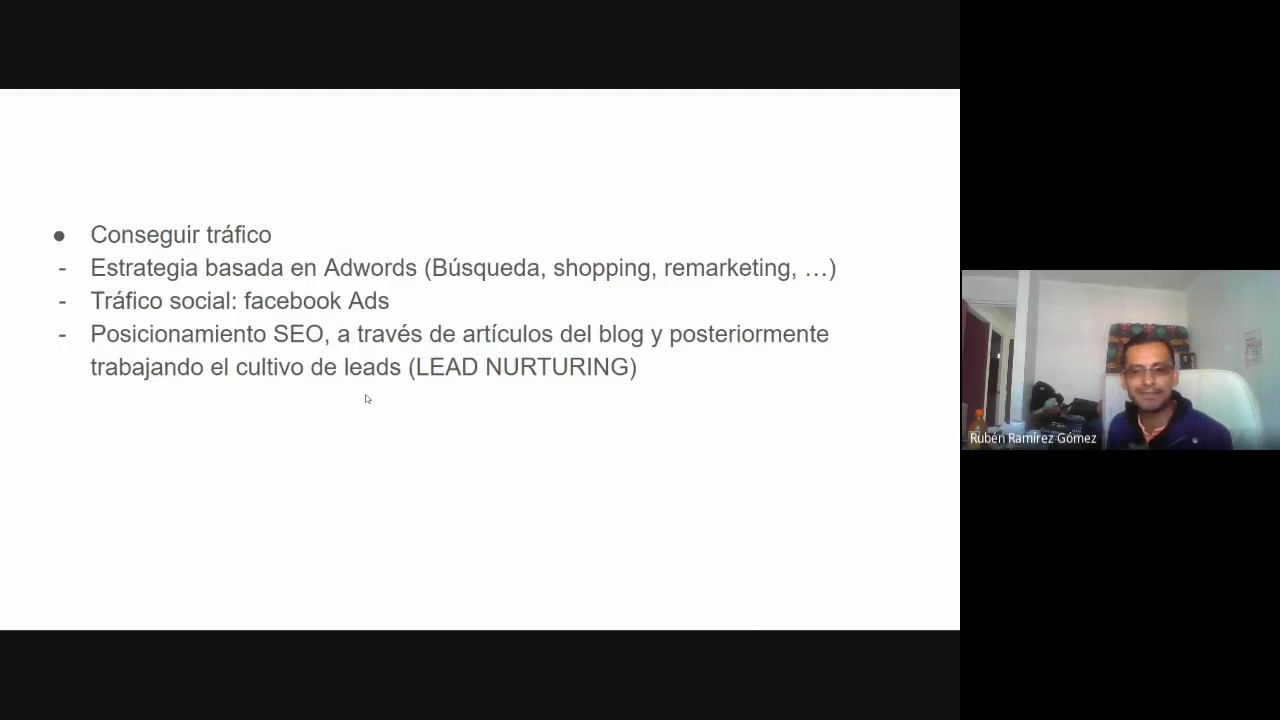 ● Conseguir tráfico
- Estrategia basada en Adwords (Búsqueda, shopping, remarketing, …)
- Tráfico social: facebook Ads
- Posicionamiento SEO, a través de artículos del blog y posteriormente
trabajando el cultivo de leads (LEAD NURTURING)
Rubén Ramírez Gómez